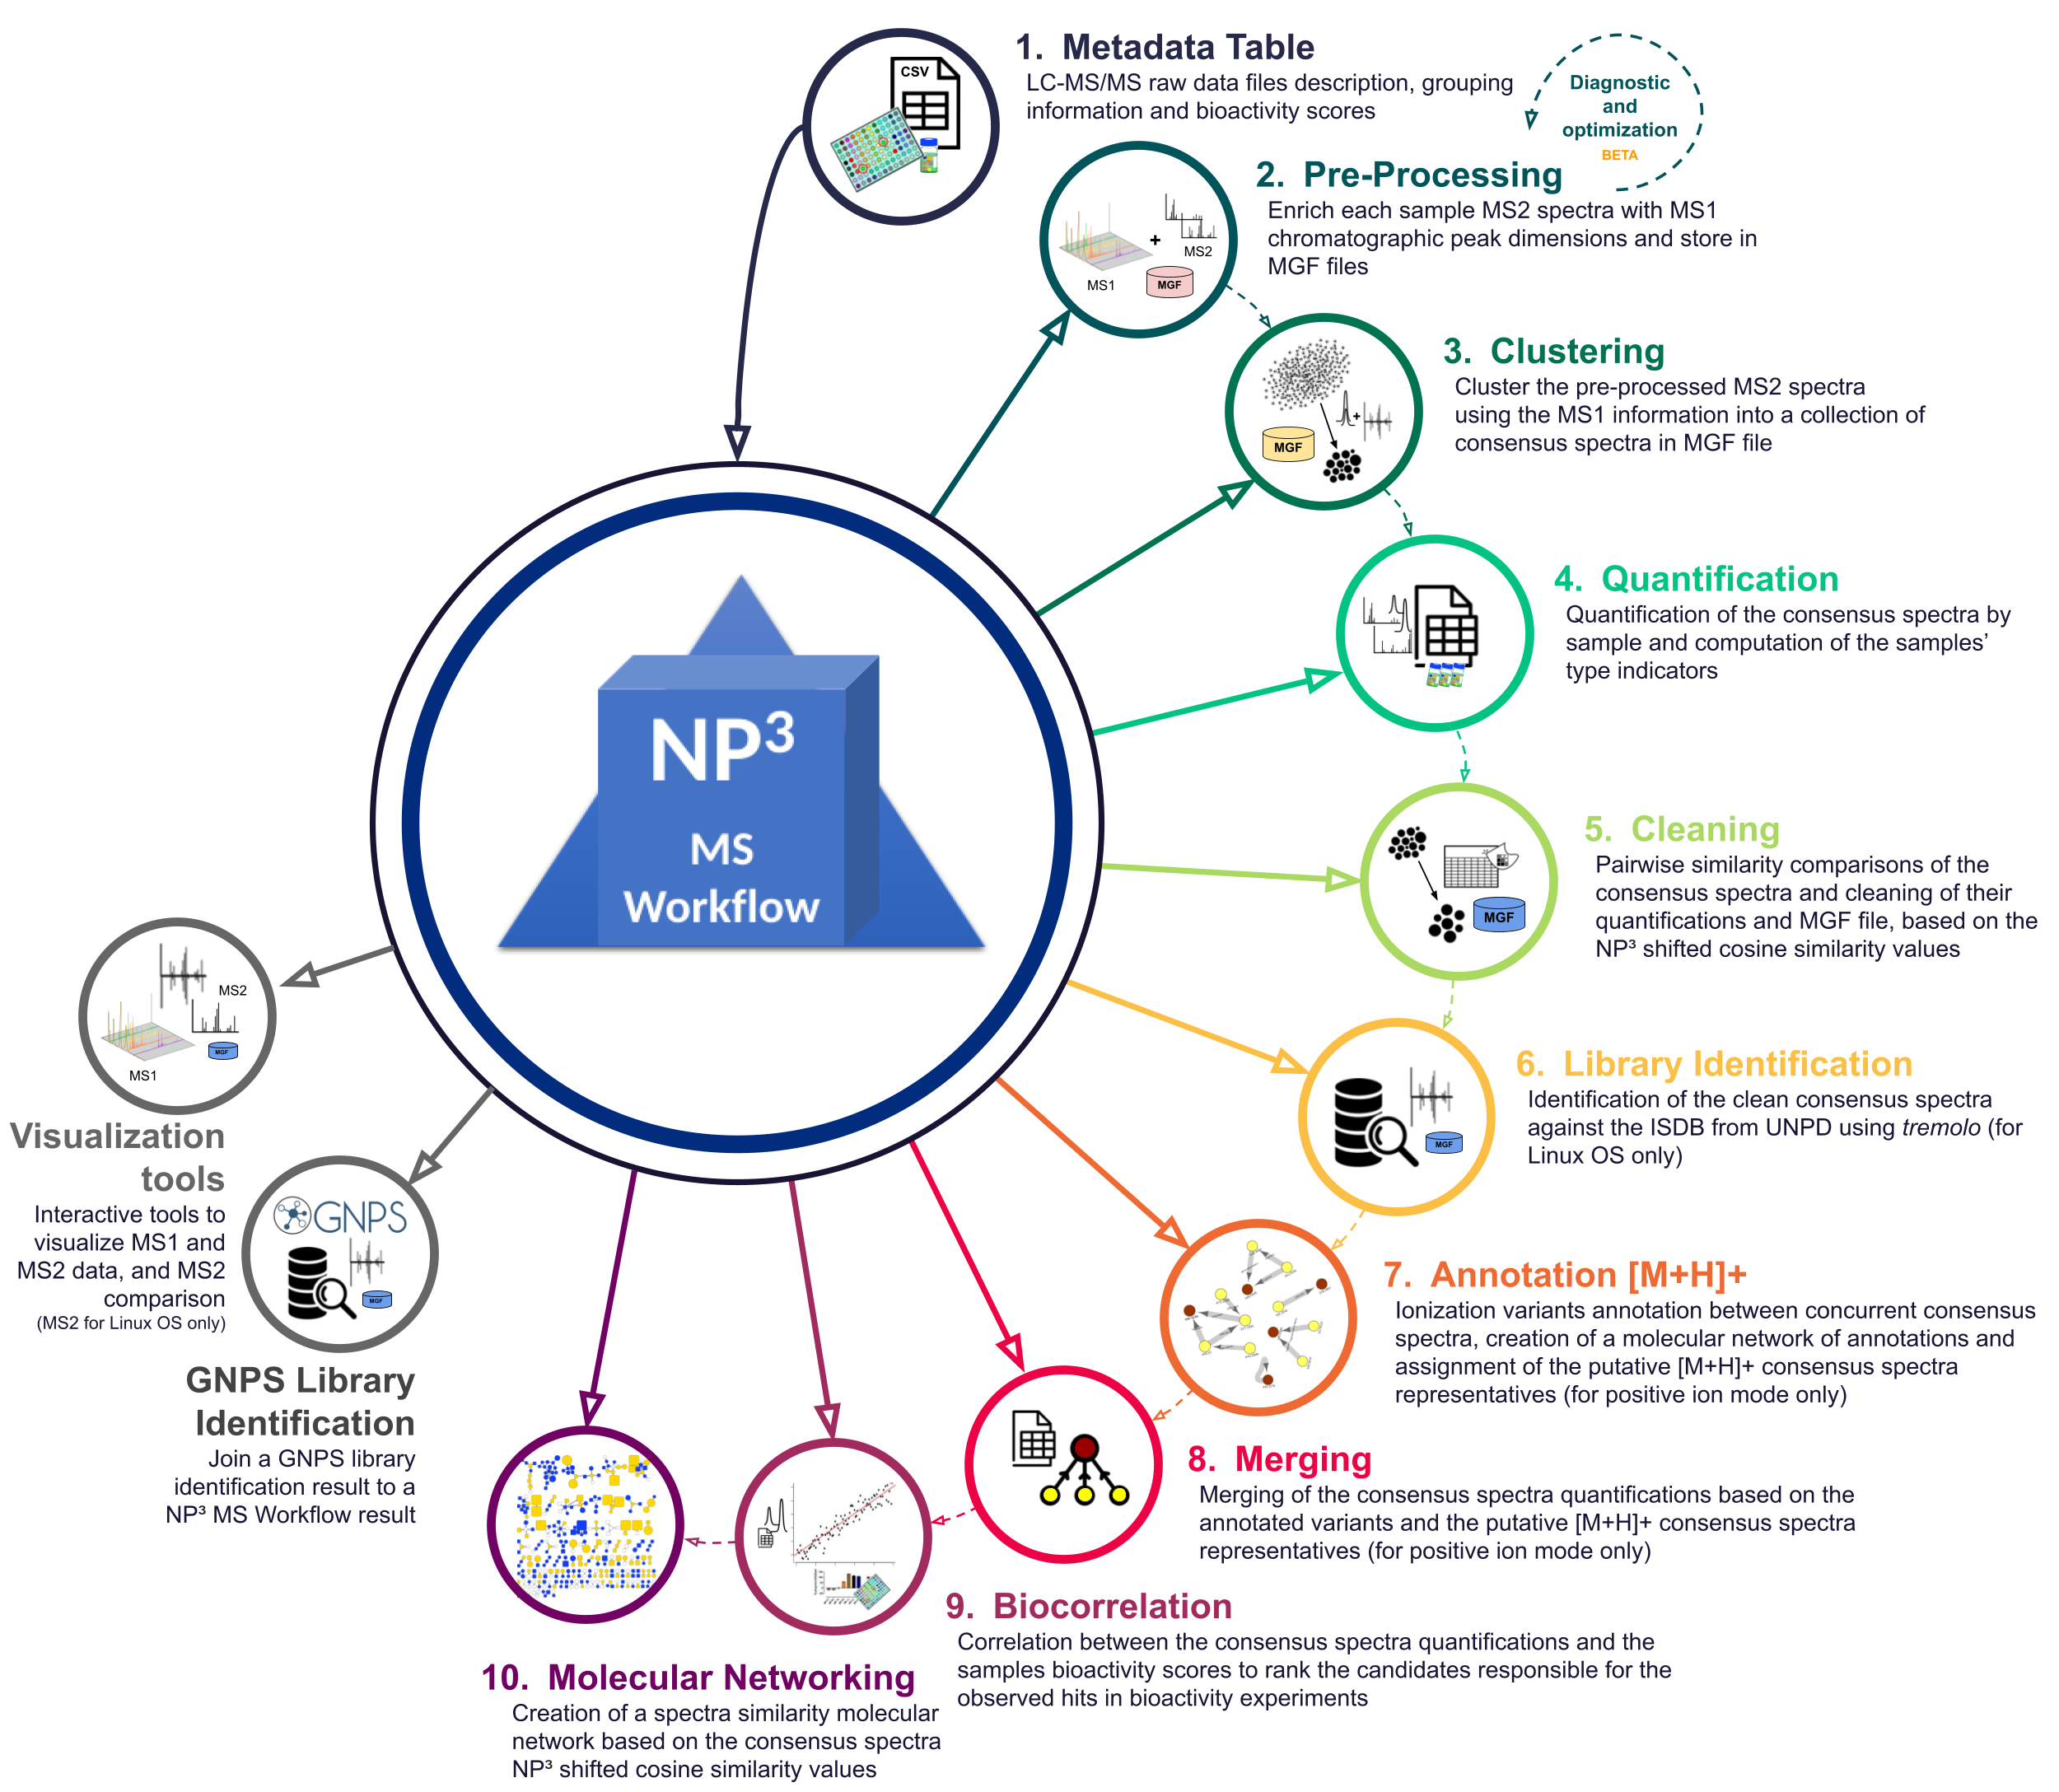 CSV
1. Metadata Table
LC-MS/MS raw data files description, grouping
information and bioactivity scores
Diagnostic
and
optimization
BETA
2. Pre-Processing
Enrich each sample MS2 spectra with MS1
chromatographic peak dimensions and store in
MGF files
+
MS2
MS1
MGF
3. Clustering
Cluster the pre-processed MS2 spectra
using the MS1 information into a collection of
consensus spectra in MGF file
+
MGF
4. Quantification
Quantification of the consensus spectra by
sample and computation of the samples’
type indicators
NP³
MS
Workflow
5. Cleaning
Pairwise similarity comparisons of the
consensus spectra and cleaning of their
quantifications and MGF file, based on the
NP³ shifted cosine similarity values
MGF
6. Library Identification
Identification of the clean consensus spectra
against the ISDB from UNPD using tremolo (for
Linux OS only)
MGF
7. Annotation [M+H]+
Ionization variants annotation between concurrent consensus
spectra, creation of a molecular network of annotations and
assignment of the putative [M+H]+ consensus spectra
representatives (for positive ion mode only)
8. Merging
Merging of the consensus spectra quantifications based on the
annotated variants and the putative [M+H]+ consensus spectra
representatives (for positive ion mode only)
9. Biocorrelation
Correlation between the consensus spectra quantifications and the
samples bioactivity scores to rank the candidates responsible for the
observed hits in bioactivity experiments
10. Molecular Networking
Creation of a spectra similarity molecular
network based on the consensus spectra
NP³ shifted cosine similarity values
MS2
MS1
MGF
Visualization
tools
Interactive tools to
visualize MS1 and
MS2 data, and MS2
comparison
(MS2 for Linux OS only)
GNPS
MGF
GNPS Library
Identification
Join a GNPS library
identification result to a
NP³ MS Workflow result